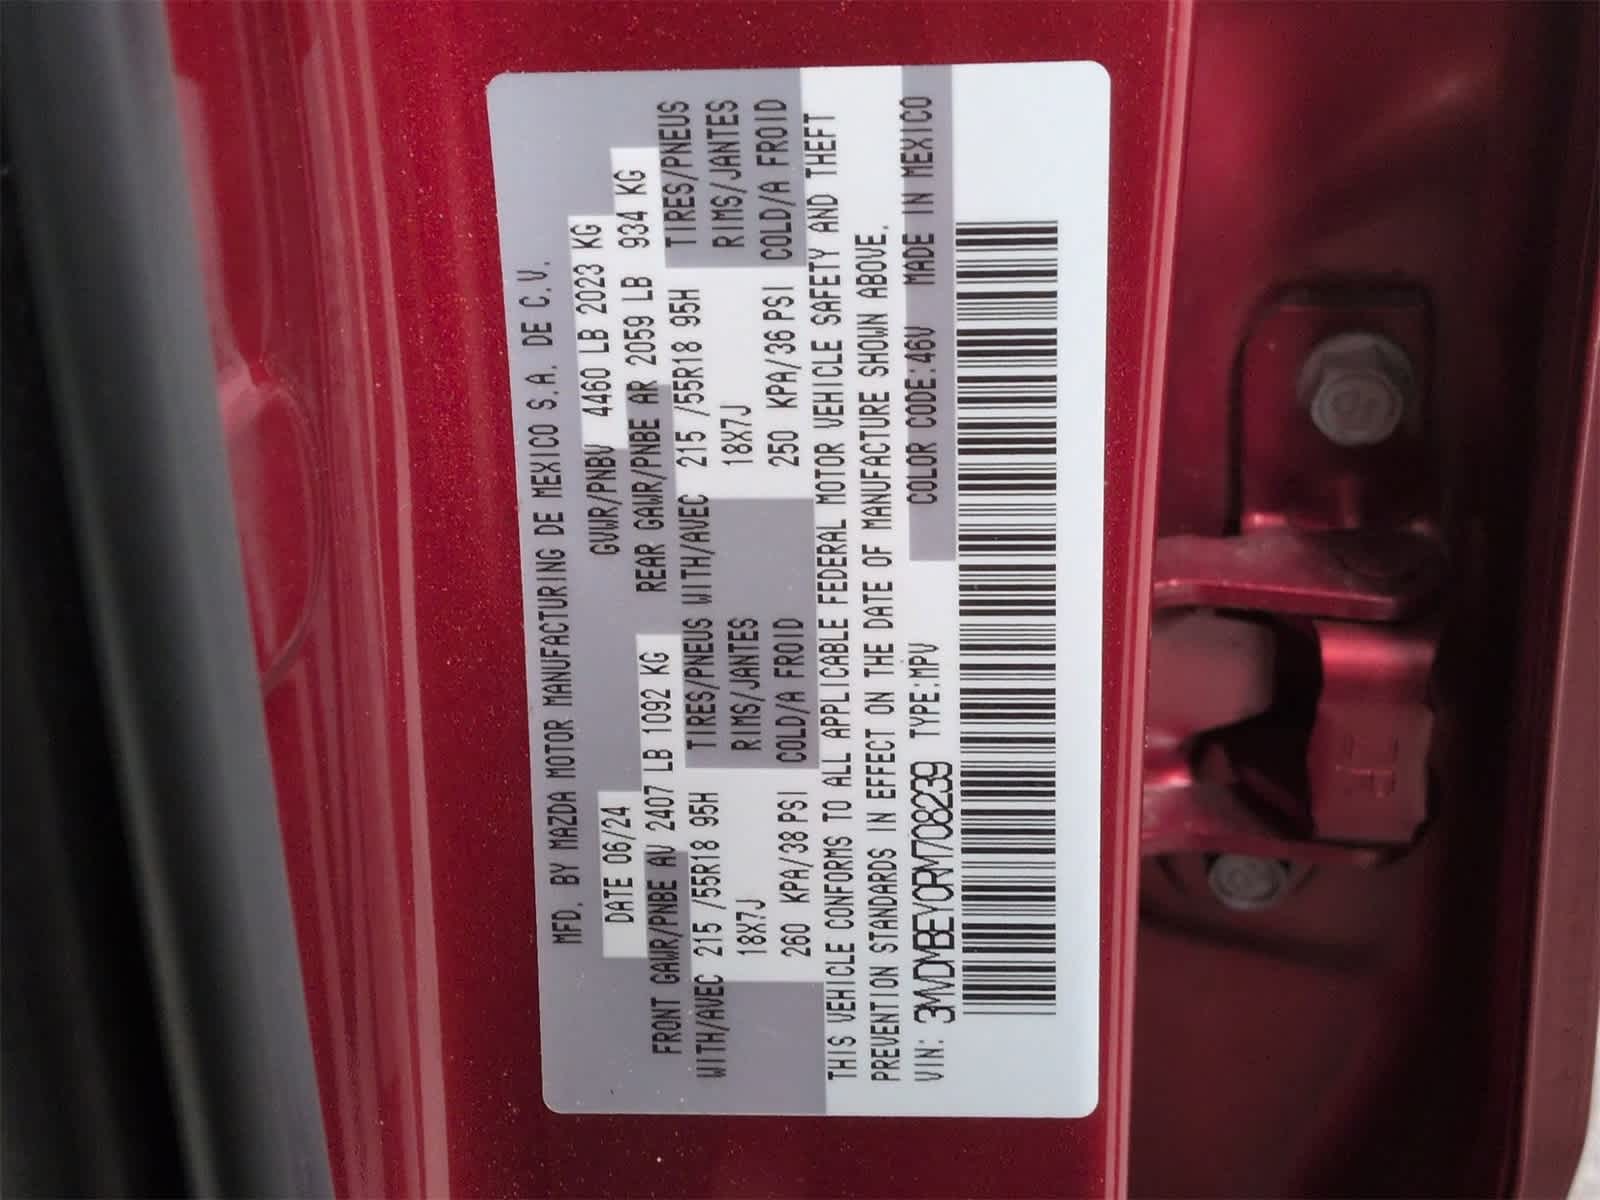 MFD. BY MAZDA MOTOR MANUFACTURING DE MEXICO S.A. DE C.V.
DATE 06/24 GVWR/PNBV 4460 LB 2023 KG
FRONT GAWR/PNBE AV 2407 LB 1092 KG REAR GAWR/PNBE AR 2059 LB 934 KG
WITH/AVEC 215 /55R18 95H TIRES/PNEUS WITH/AVEC 215 /55R18 95H TIRES/PNEUS
18X7J RIMS/JANTES 18X7J RIMS/JANTES
260 KPA/38 PSI COLD/A FROID 250 KPA/36 PSI COLD/A FROID
THIS VEHICLE CONFORMS TO ALL APPLICABLE FEDERAL MOTOR VEHICLE SAFETY AND THEFT
PREVENTION STANDARDS IN EFFECT ON THE DATE OF MANUFACTURE SHOWN ABOVE.
VIN: 3MVDMBEY0RM708239 TYPE:MPV COLOR CODE:46V MADE IN MEXICO